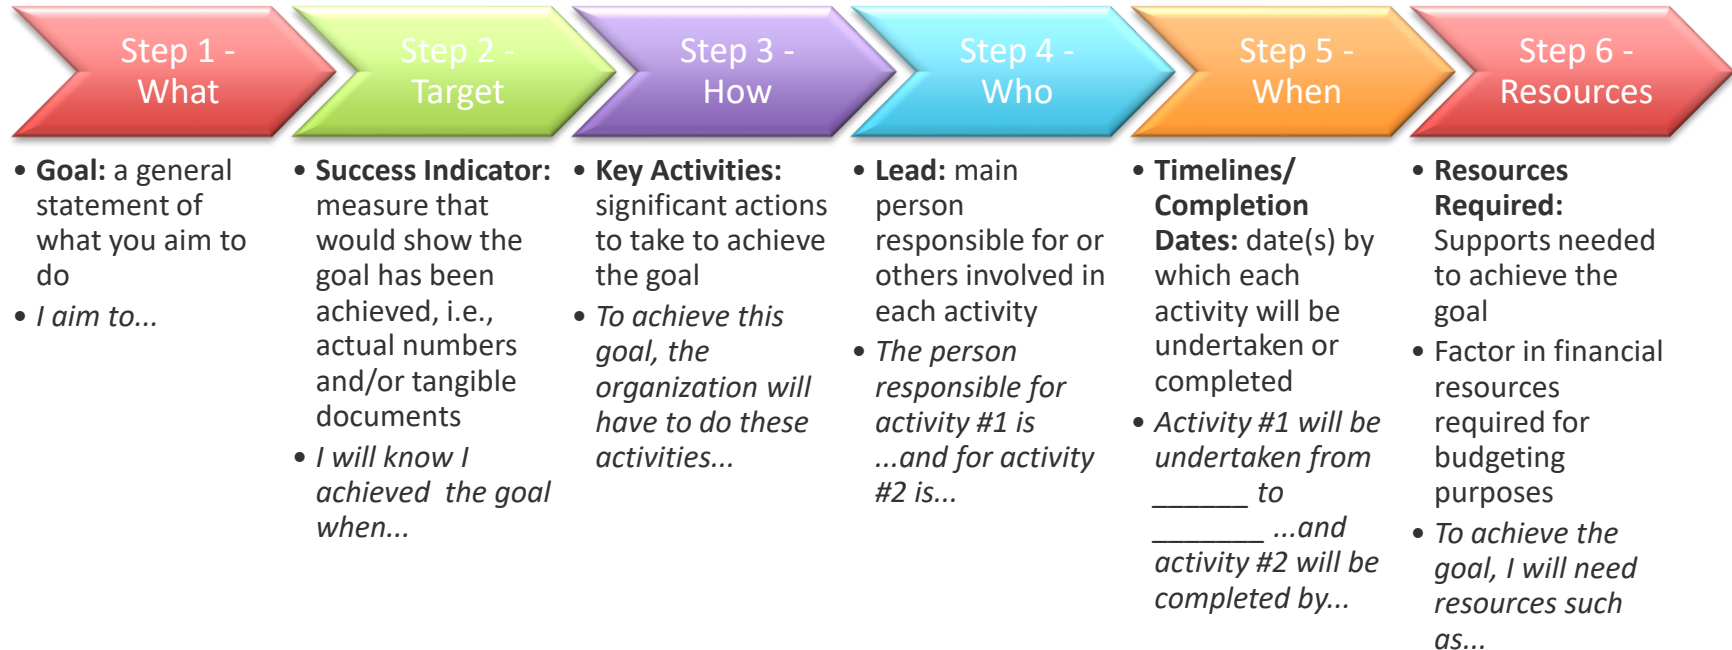 Step 1 -
What
Step 2 -
Target
Step 3 -
How
Step 4 -
Who
Step 5 -
When
Step 6 -
Resources
• Goal: a general
statement of
what you aim to
do
• I aim to...
• Success Indicator:
measure that
would show the
goal has been
achieved, i.e.,
actual numbers
and/or tangible
documents
• I will know I
achieved  the goal
when...
• Key Activities:
significant actions
to take to achieve
the goal
• To achieve this
goal, the
organization will
have to do these
activities...
• Lead: main
person
responsible for or
others involved in
each activity
• The person
responsible for
activity #1 is
...and for activity
#2 is...
• Timelines/
Completion
Dates: date(s) by
which each
activity will be
undertaken or
completed
• Activity #1 will be
undertaken from
______ to
_______ ...and
activity #2 will be
completed by...
• Resources
Required:
Supports needed
to achieve the
goal
• Factor in financial
resources
required for
budgeting
purposes
• To achieve the
goal, I will need
resources such
as...